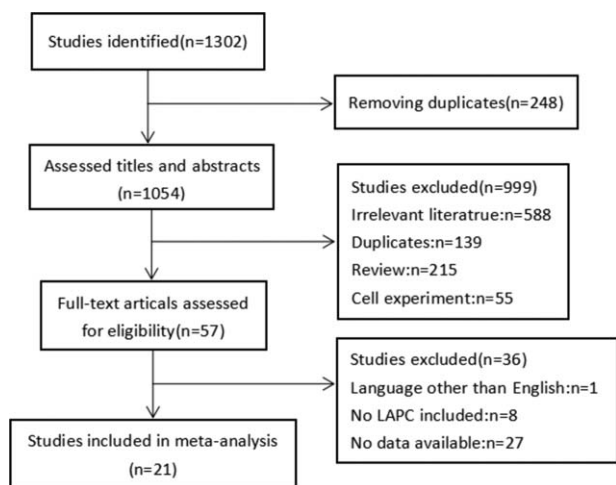 Studies identified(n=1302)
Removing duplicates(n=248)
Assessed titles and abstracts
(n=1054)
Studies excluded(n=999)
Irrelevant literatrue:n=588
Duplicates:n=139
Review:n=215
Cell experiment:n=55
Full-text articals assessed
for eligibility(n=57)
Studies excluded(n=36)
Language other than English:n=1
No LAPC included:n=8
No data available:n=27
Studies included in meta-analysis
(n=21)